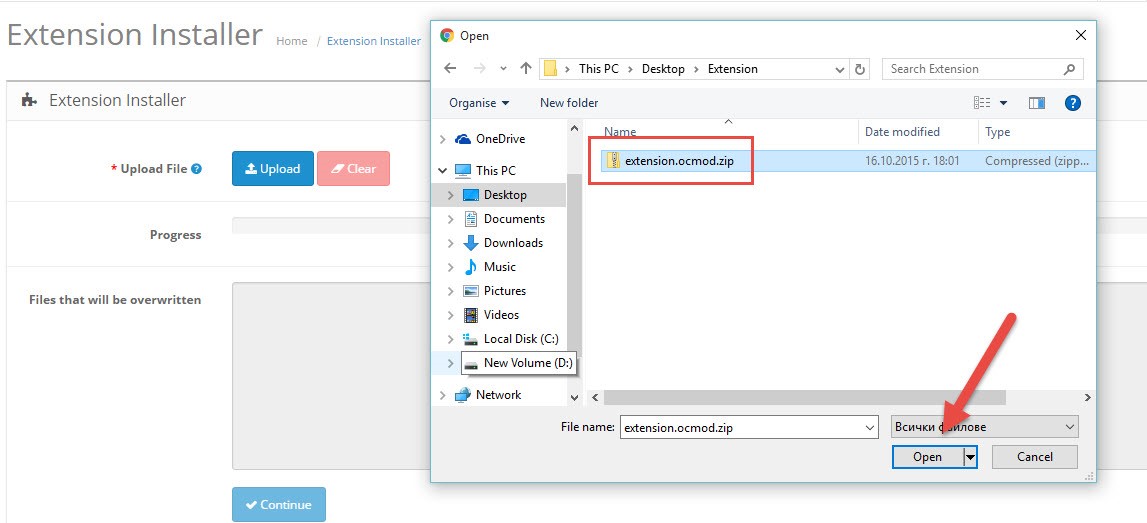 Extension Installer Home / Extension Installer
Extension Installer
* Upload File ? Upload Clear
Progress
Files that will be overwritten
Continue
Open
This PC > Desktop > Extension
Search Extension
Organise New folder
Name Date modified Type
extension.ocmod.zip 16.10.2015 г. 18:01 Compressed (zipp...
OneDrive
This PC
Desktop
Documents
Downloads
Music
Pictures
Videos
Local Disk (C:)
New Volume (D:)
Network
File name: extension.ocmod.zip Всички файлове
Open Cancel